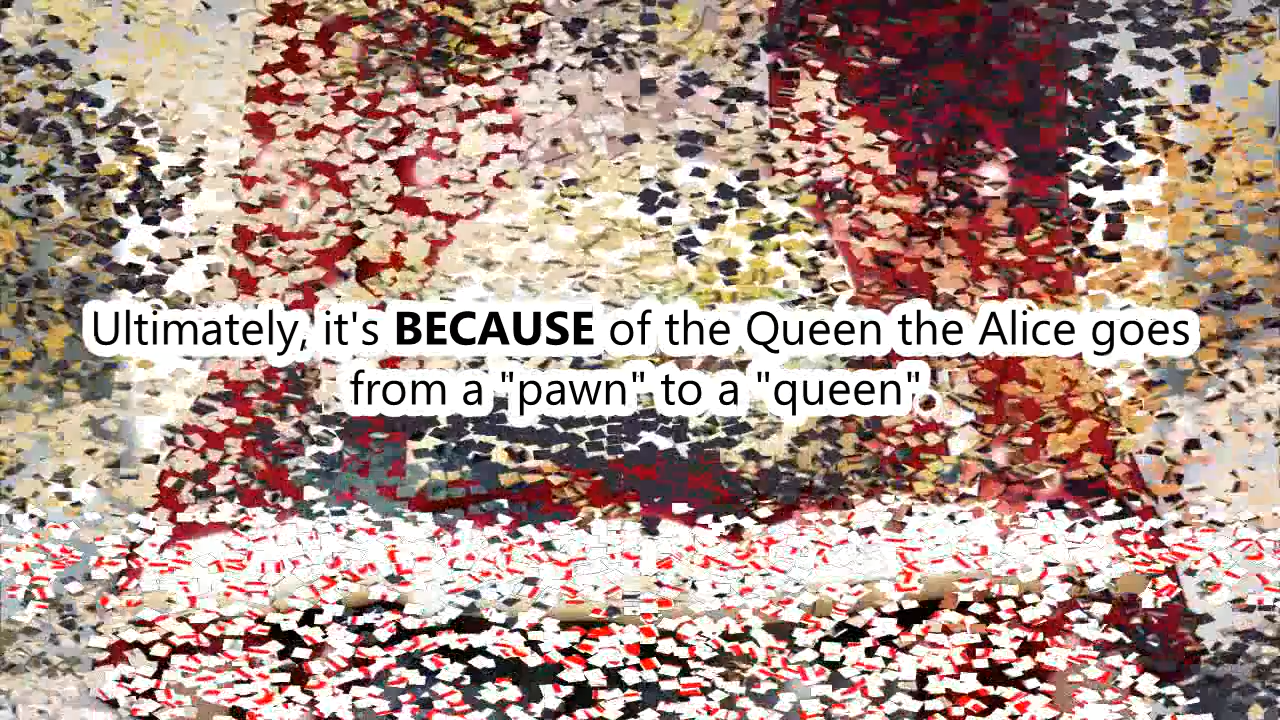 Ultimately, it's BECAUSE of the Queen the Alice goes
from a "pawn" to a "queen".